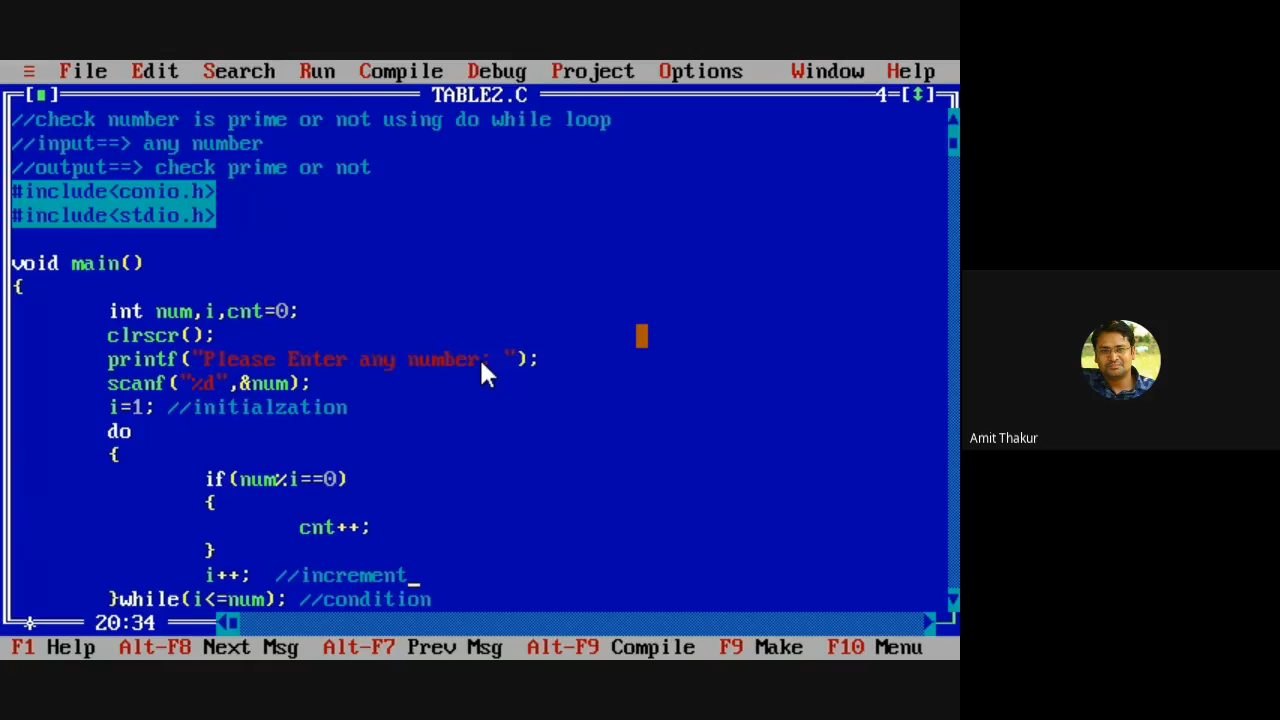 ≡ File Edit Search Run Compile Debug Project Options Window Help
[■] TABLE2.C 4=[↕]
//check number is prime or not using do while loop
//input==> any number
//output==> check prime or not
#include<conio.h>
#include<stdio.h>
void main()
{
int num,i,cnt=0;
clrscr();
printf("Please Enter any number: ");
scanf("%d",&num);
i=1; //initialzation
do
{
if(num%i==0)
{
cnt++;
}
i++; //increment_
}while(i<=num); //condition
20:34
F1 Help Alt-F8 Next Msg Alt-F7 Prev Msg Alt-F9 Compile F9 Make F10 Menu
Amit Thakur